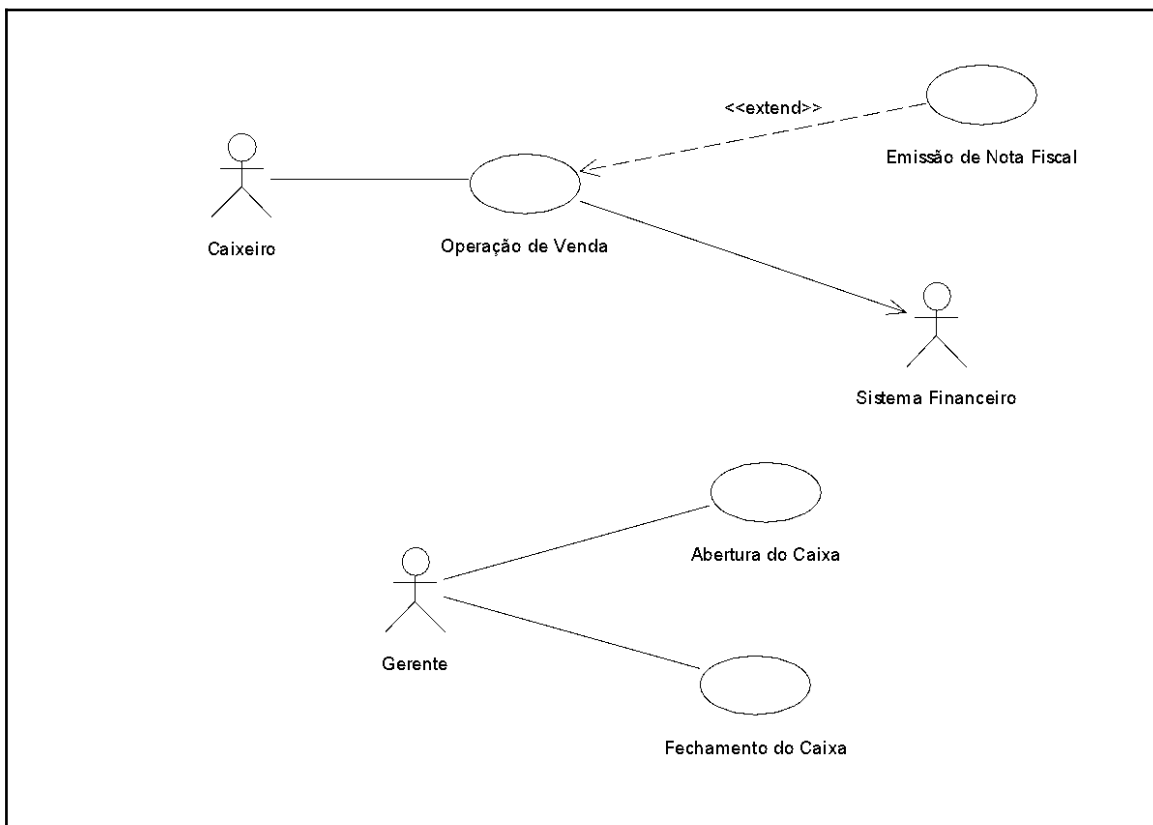 <<extend>>
Emissão de Nota Fiscal
Caixeiro
Operação de Venda
Sistema Financeiro
Abertura do Caixa
Gerente
Fechamento do Caixa